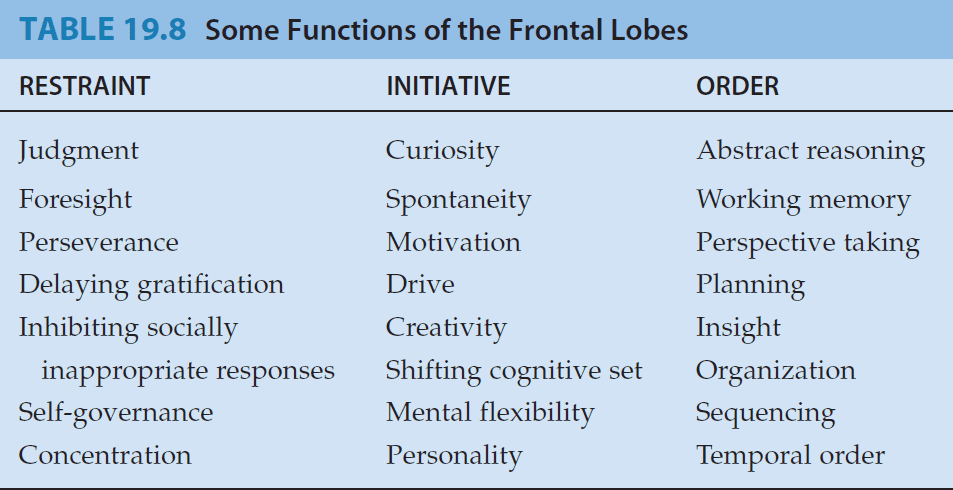 TABLE 19.8 Some Functions of the Frontal Lobes
RESTRAINT INITIATIVE ORDER
Judgment Curiosity Abstract reasoning
Foresight Spontaneity Working memory
Perseverance Motivation Perspective taking
Delaying gratification Drive Planning
Inhibiting socially Creativity Insight
inappropriate responses Shifting cognitive set Organization
Self-governance Mental flexibility Sequencing
Concentration Personality Temporal order